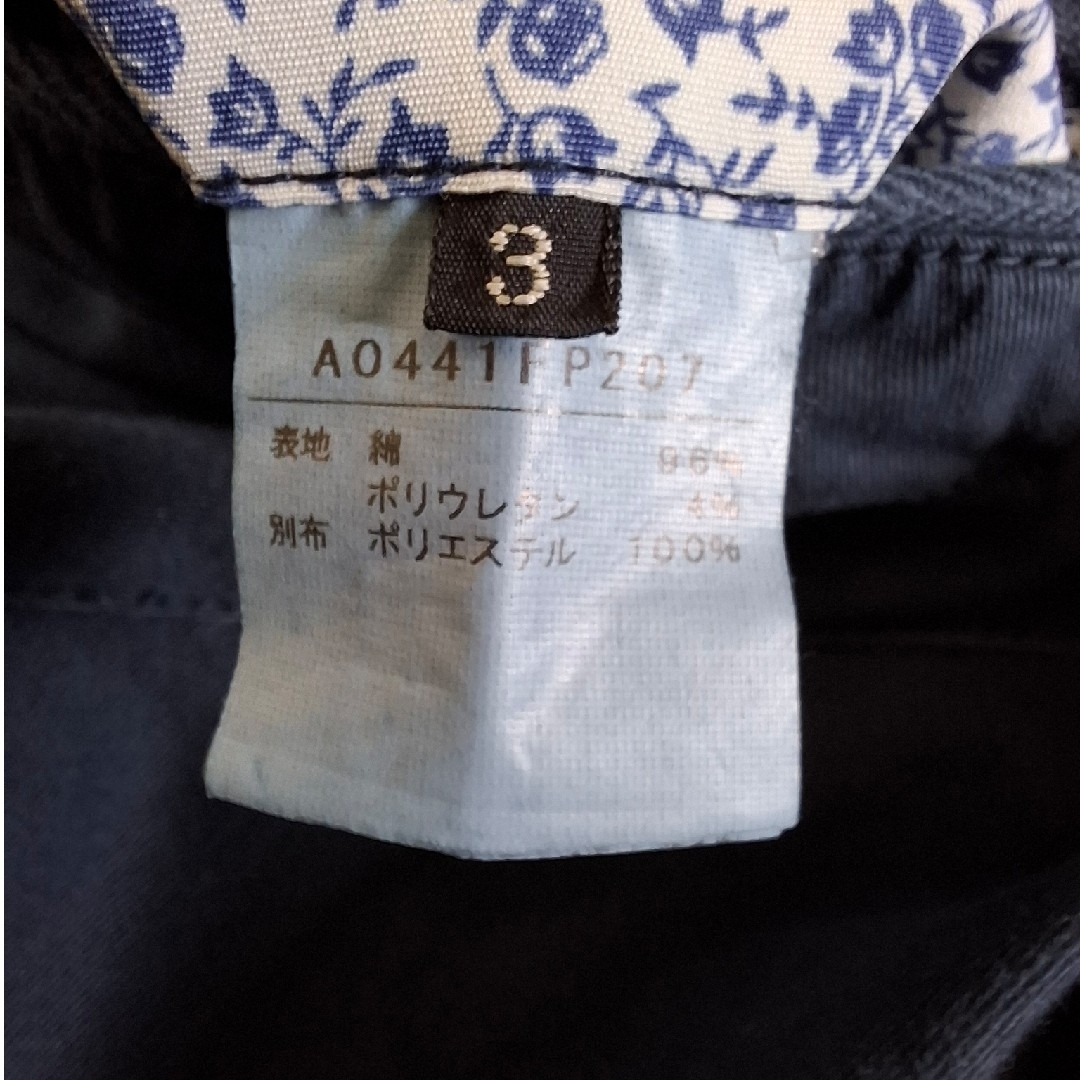 3
A0441FP207
表地 綿 96%
ポリウレタン 4%
別布 ポリエステル 100%